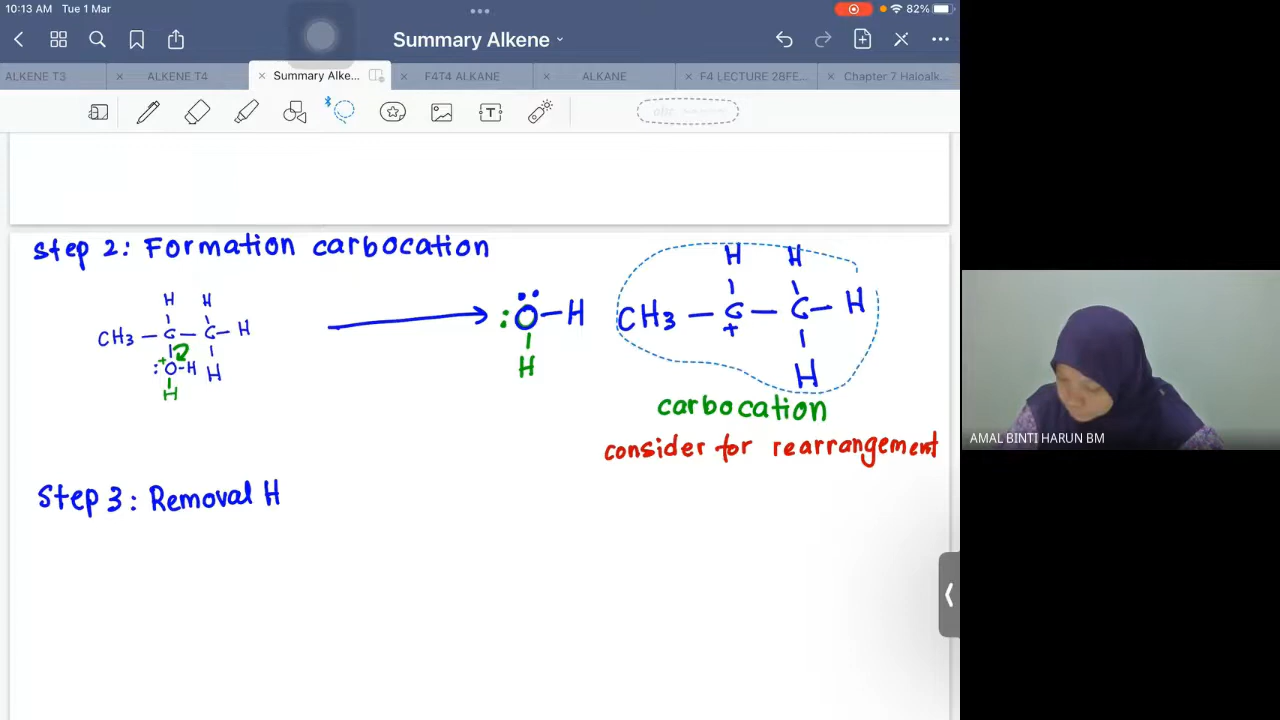 10:13 AM Tue 1 Mar
82%
Summary Alkene
ALKENE T3
ALKENE T4
Summary Alke...
F4T4 ALKANE
ALKANE
F4 LECTURE 28FE...
Chapter 7 Haloalk...
Step 2: Formation carbocation
H H
CH3 — C — C — H
+
:O-H H
H
:O — H
H
H H
CH3 — C — C — H
+
H
carbocation
consider for rearrangement
AMAL BINTI HARUN BM
Step 3: Removal H